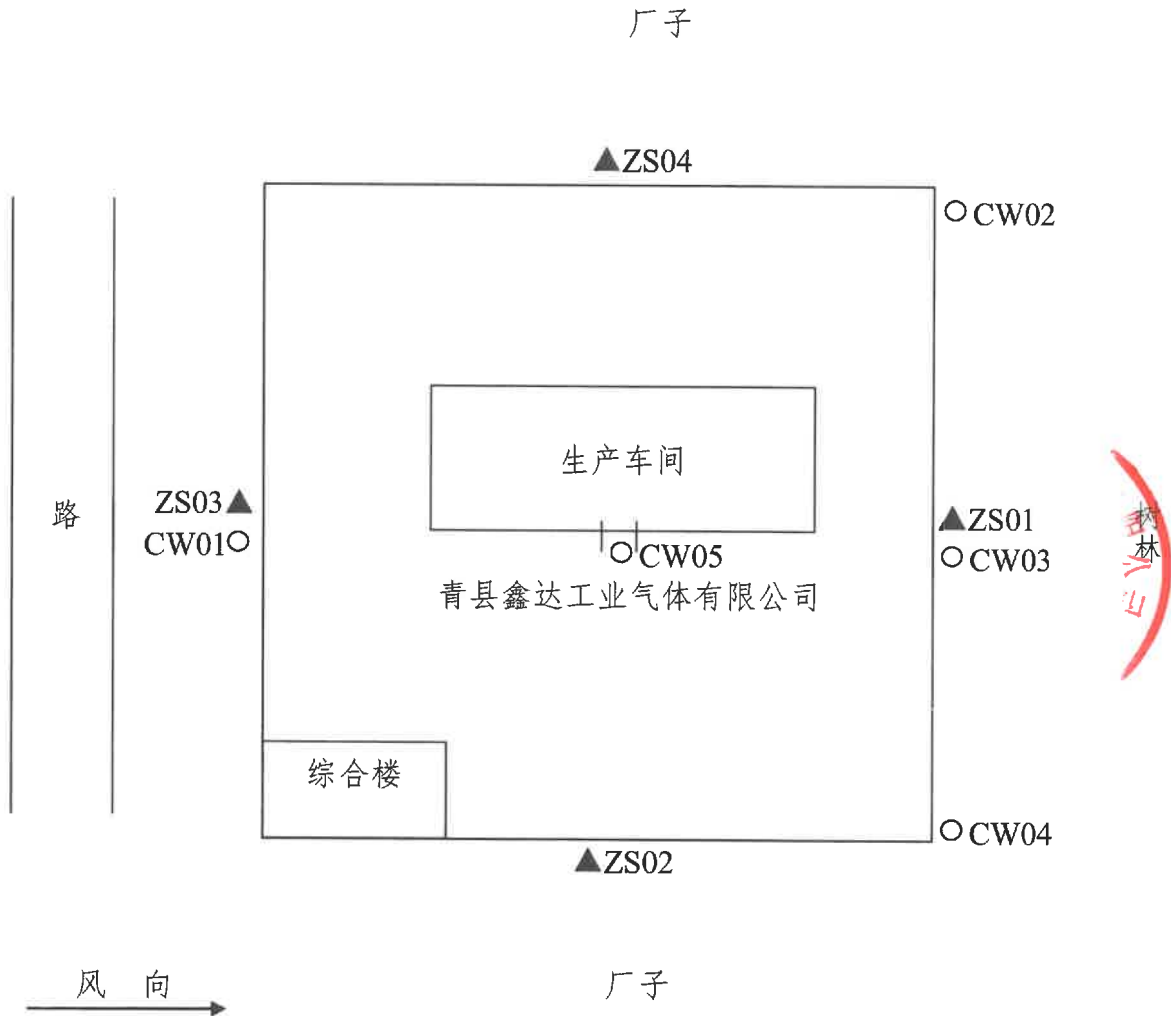 厂子
ZS04
CW02
生产车间
路
ZS03
CW01
ZS01
CW03
树林
CW05
青县鑫达工业气体有限公司
综合楼
CW04
ZS02
风 向
厂子